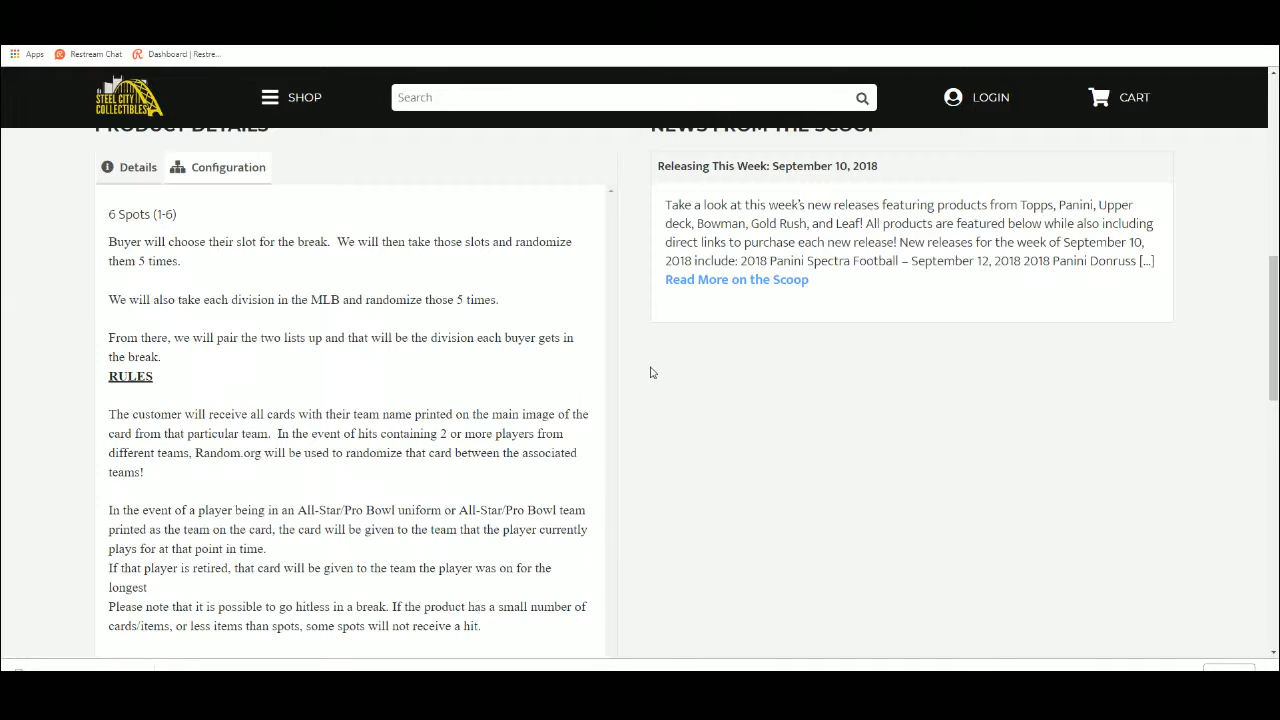 Apps
Restream Chat
Dashboard | Restre...
STEEL CITY
COLLECTIBLES
SHOP
Search
LOGIN
CART
PRODUCT DETAILS
NEWS FROM THE SCOOP
Details
Configuration
6 Spots (1-6)
Buyer will choose their slot for the break.  We will then take those slots and randomize
them 5 times.
We will also take each division in the MLB and randomize those 5 times.
From there, we will pair the two lists up and that will be the division each buyer gets in
the break.
RULES
The customer will receive all cards with their team name printed on the main image of the
card from that particular team.  In the event of hits containing 2 or more players from
different teams, Random.org will be used to randomize that card between the associated
teams!
In the event of a player being in an All-Star/Pro Bowl uniform or All-Star/Pro Bowl team
printed as the team on the card, the card will be given to the team that the player currently
plays for at that point in time.
If that player is retired, that card will be given to the team the player was on for the
longest
Please note that it is possible to go hitless in a break. If the product has a small number of
cards/items, or less items than spots, some spots will not receive a hit.
Releasing This Week: September 10, 2018
Take a look at this week's new releases featuring products from Topps, Panini, Upper
deck, Bowman, Gold Rush, and Leaf! All products are featured below while also including
direct links to purchase each new release! New releases for the week of September 10,
2018 include: 2018 Panini Spectra Football – September 12, 2018 2018 Panini Donruss [...]
Read More on the Scoop